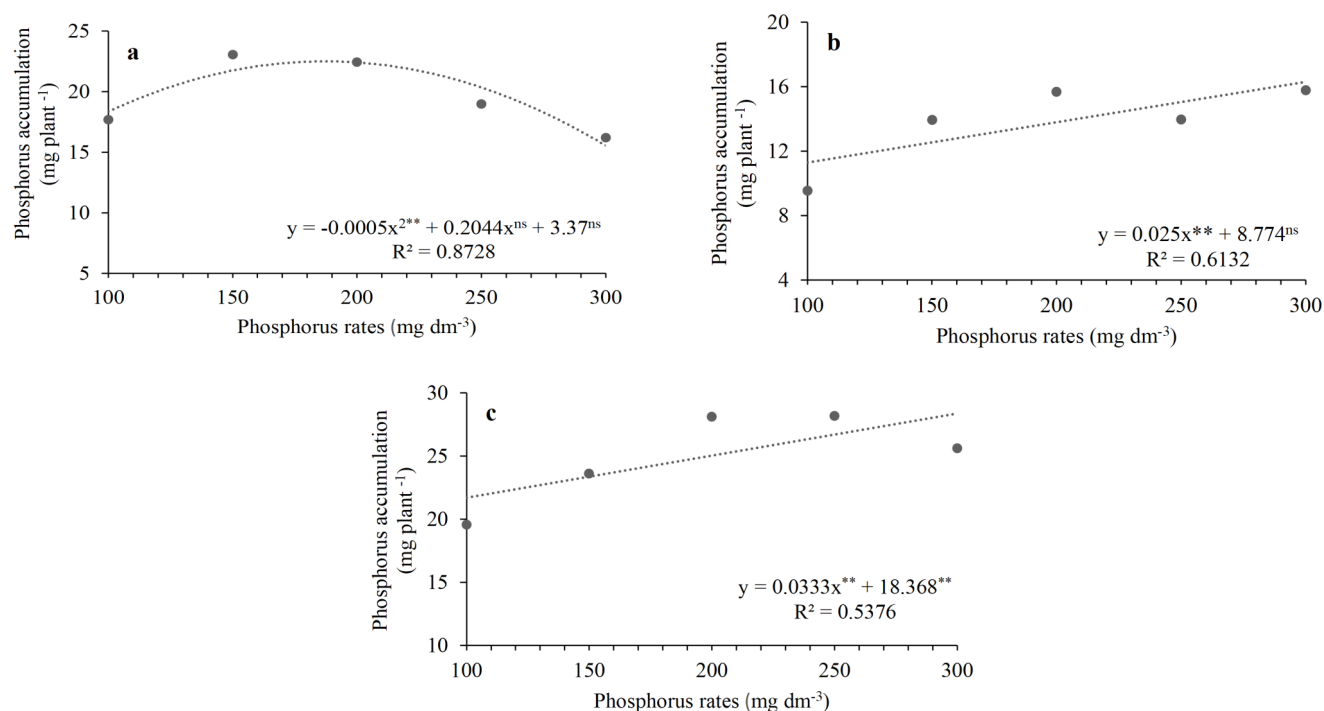 a
Phosphorus accumulation
(mg plant ⁻¹)
25
20
15
10
5
y = -0.0005x²** + 0.2044xⁿˢ + 3.37ⁿˢ
R² = 0.8728
100 150 200 250 300
Phosphorus rates (mg dm⁻³)
b
Phosphorus accumulation
(mg plant ⁻¹)
20
16
12
8
4
y = 0.025x** + 8.774ⁿˢ
R² = 0.6132
100 150 200 250 300
Phosphorus rates (mg dm⁻³)
c
Phosphorus accumulation
(mg plant ⁻¹)
30
25
20
15
10
y = 0.0333x** + 18.368**
R² = 0.5376
100 150 200 250 300
Phosphorus rates (mg dm⁻³)